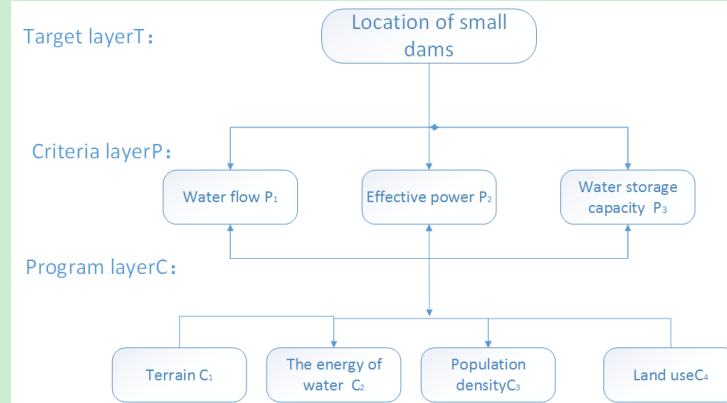 Target layerT：
Location of small
dams
Criteria layerP：
Water flow P₁
Effective power P₂
Water storage
capacity P₃
Program layerC：
Terrain C₁
The energy of
water C₂
Population
densityC₃
Land useC₄